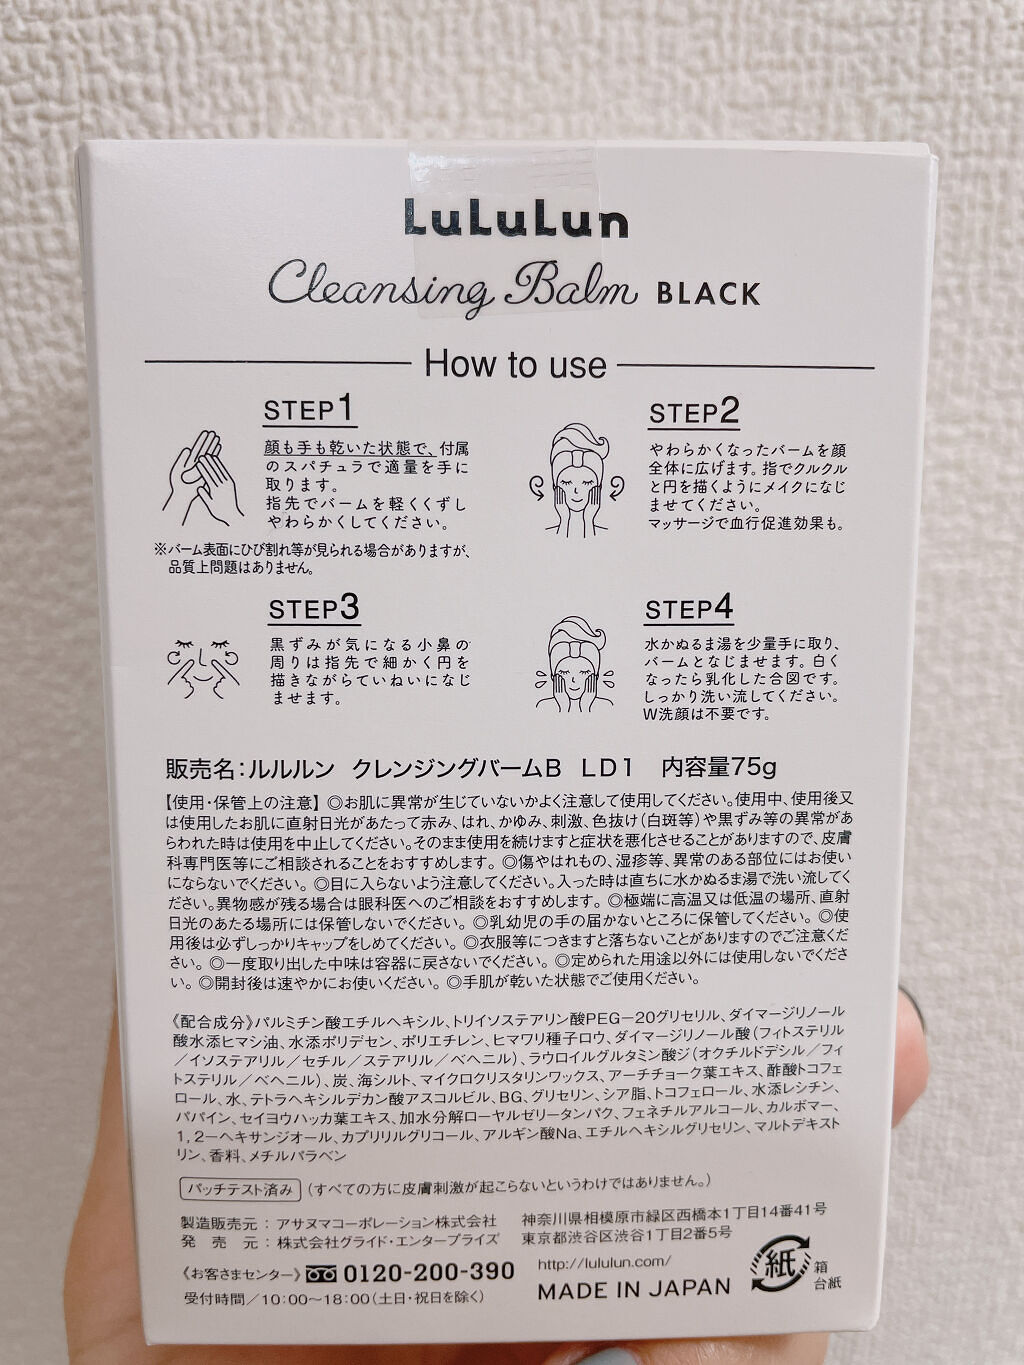 LuLuLun
Cleansing Balm BLACK
How to use
STEP1
顔も手も乾いた状態で、付属
のスパチュラで適量を手に
取ります。
指先でバームを軽くくずし
やわらかくしてください。
※バーム表面にひび割れ等が見られる場合がありますが、
品質上問題はありません。
STEP2
やわらかくなったバームを顔
全体に広げます。指でクルクル
と円を描くようにメイクになじ
ませてください。
マッサージで血行促進効果も。
STEP3
黒ずみが気になる小鼻の
周りは指先で細かく円を
描きながらていねいになじ
ませます。
STEP4
水かぬるま湯を少量手に取り、
バームとなじませます。白く
なったら乳化した合図です。
しっかり洗い流してください。
W洗顔は不要です。
販売名：ルルルン クレンジングバームB LD1 内容量75g
【使用・保管上の注意】◎お肌に異常が生じていないかよく注意して使用してください。使用中、使用後又
は使用したお肌に直射日光があたって赤み、はれ、かゆみ、刺激、色抜け(白斑等)や黒ずみ等の異常があ
らわれた時は使用を中止してください。そのまま使用を続けますと症状を悪化させることがありますので、皮膚
科専門医等にご相談されることをおすすめします。◎傷やはれもの、湿疹等、異常のある部位にはお使い
にならないでください。◎目に入らないよう注意してください。入った時は直ちに水かぬるま湯で洗い流してく
ださい。異物感が残る場合は眼科医へのご相談をおすすめします。◎極端に高温又は低温の場所、直射
日光のあたる場所には保管しないでください。◎乳幼児の手の届かないところに保管してください。◎使
用後は必ずしっかりキャップをしめてください。◎衣服等につきますと落ちないことがありますのでご注意くだ
さい。◎一度取り出した中味は容器に戻さないでください。◎定められた用途以外には使用しないでくださ
い。◎開封後は速やかにお使いください。◎手肌が乾いた状態でご使用ください。
《配合成分》パルミチン酸エチルヘキシル、トリイソステアリン酸PEG－20グリセリル、ダイマージリノール
酸水添ヒマシ油、水添ポリデセン、ポリエチレン、ヒマワリ種子ロウ、ダイマージリノール酸(フィトステリル
／イソステアリル／セチル／ステアリル／ベヘニル)、ラウロイルグルタミン酸ジ(オクチルドデシル／フィ
トステリル／ベヘニル)、炭、海シルト、マイクロクリスタリンワックス、アーチチョーク葉エキス、酢酸トコフェ
ロール、水、テトラヘキシルデカン酸アスコルビル、BG、グリセリン、シア脂、トコフェロール、水添レシチン、
パパイン、セイヨウハッカ葉エキス、加水分解ローヤルゼリータンパク、フェネチルアルコール、カルボマー、
1,2－ヘキサンジオール、カプリリルグリコール、アルギン酸Na、エチルヘキシルグリセリン、マルトデキスト
リン、香料、メチルパラベン
パッチテスト済み (すべての方に皮膚刺激が起こらないというわけではありません。)
製造販売元：アサヌマコーポレーション株式会社 神奈川県相模原市緑区西橋本1丁目14番41号
発売元：株式会社グライド・エンタープライズ 東京都渋谷区渋谷1丁目2番5号
《お客さまセンター》 0120-200-390
受付時間／10:00～18:00(土日・祝日を除く)
http://lululun.com/
MADE IN JAPAN
紙
箱
台紙